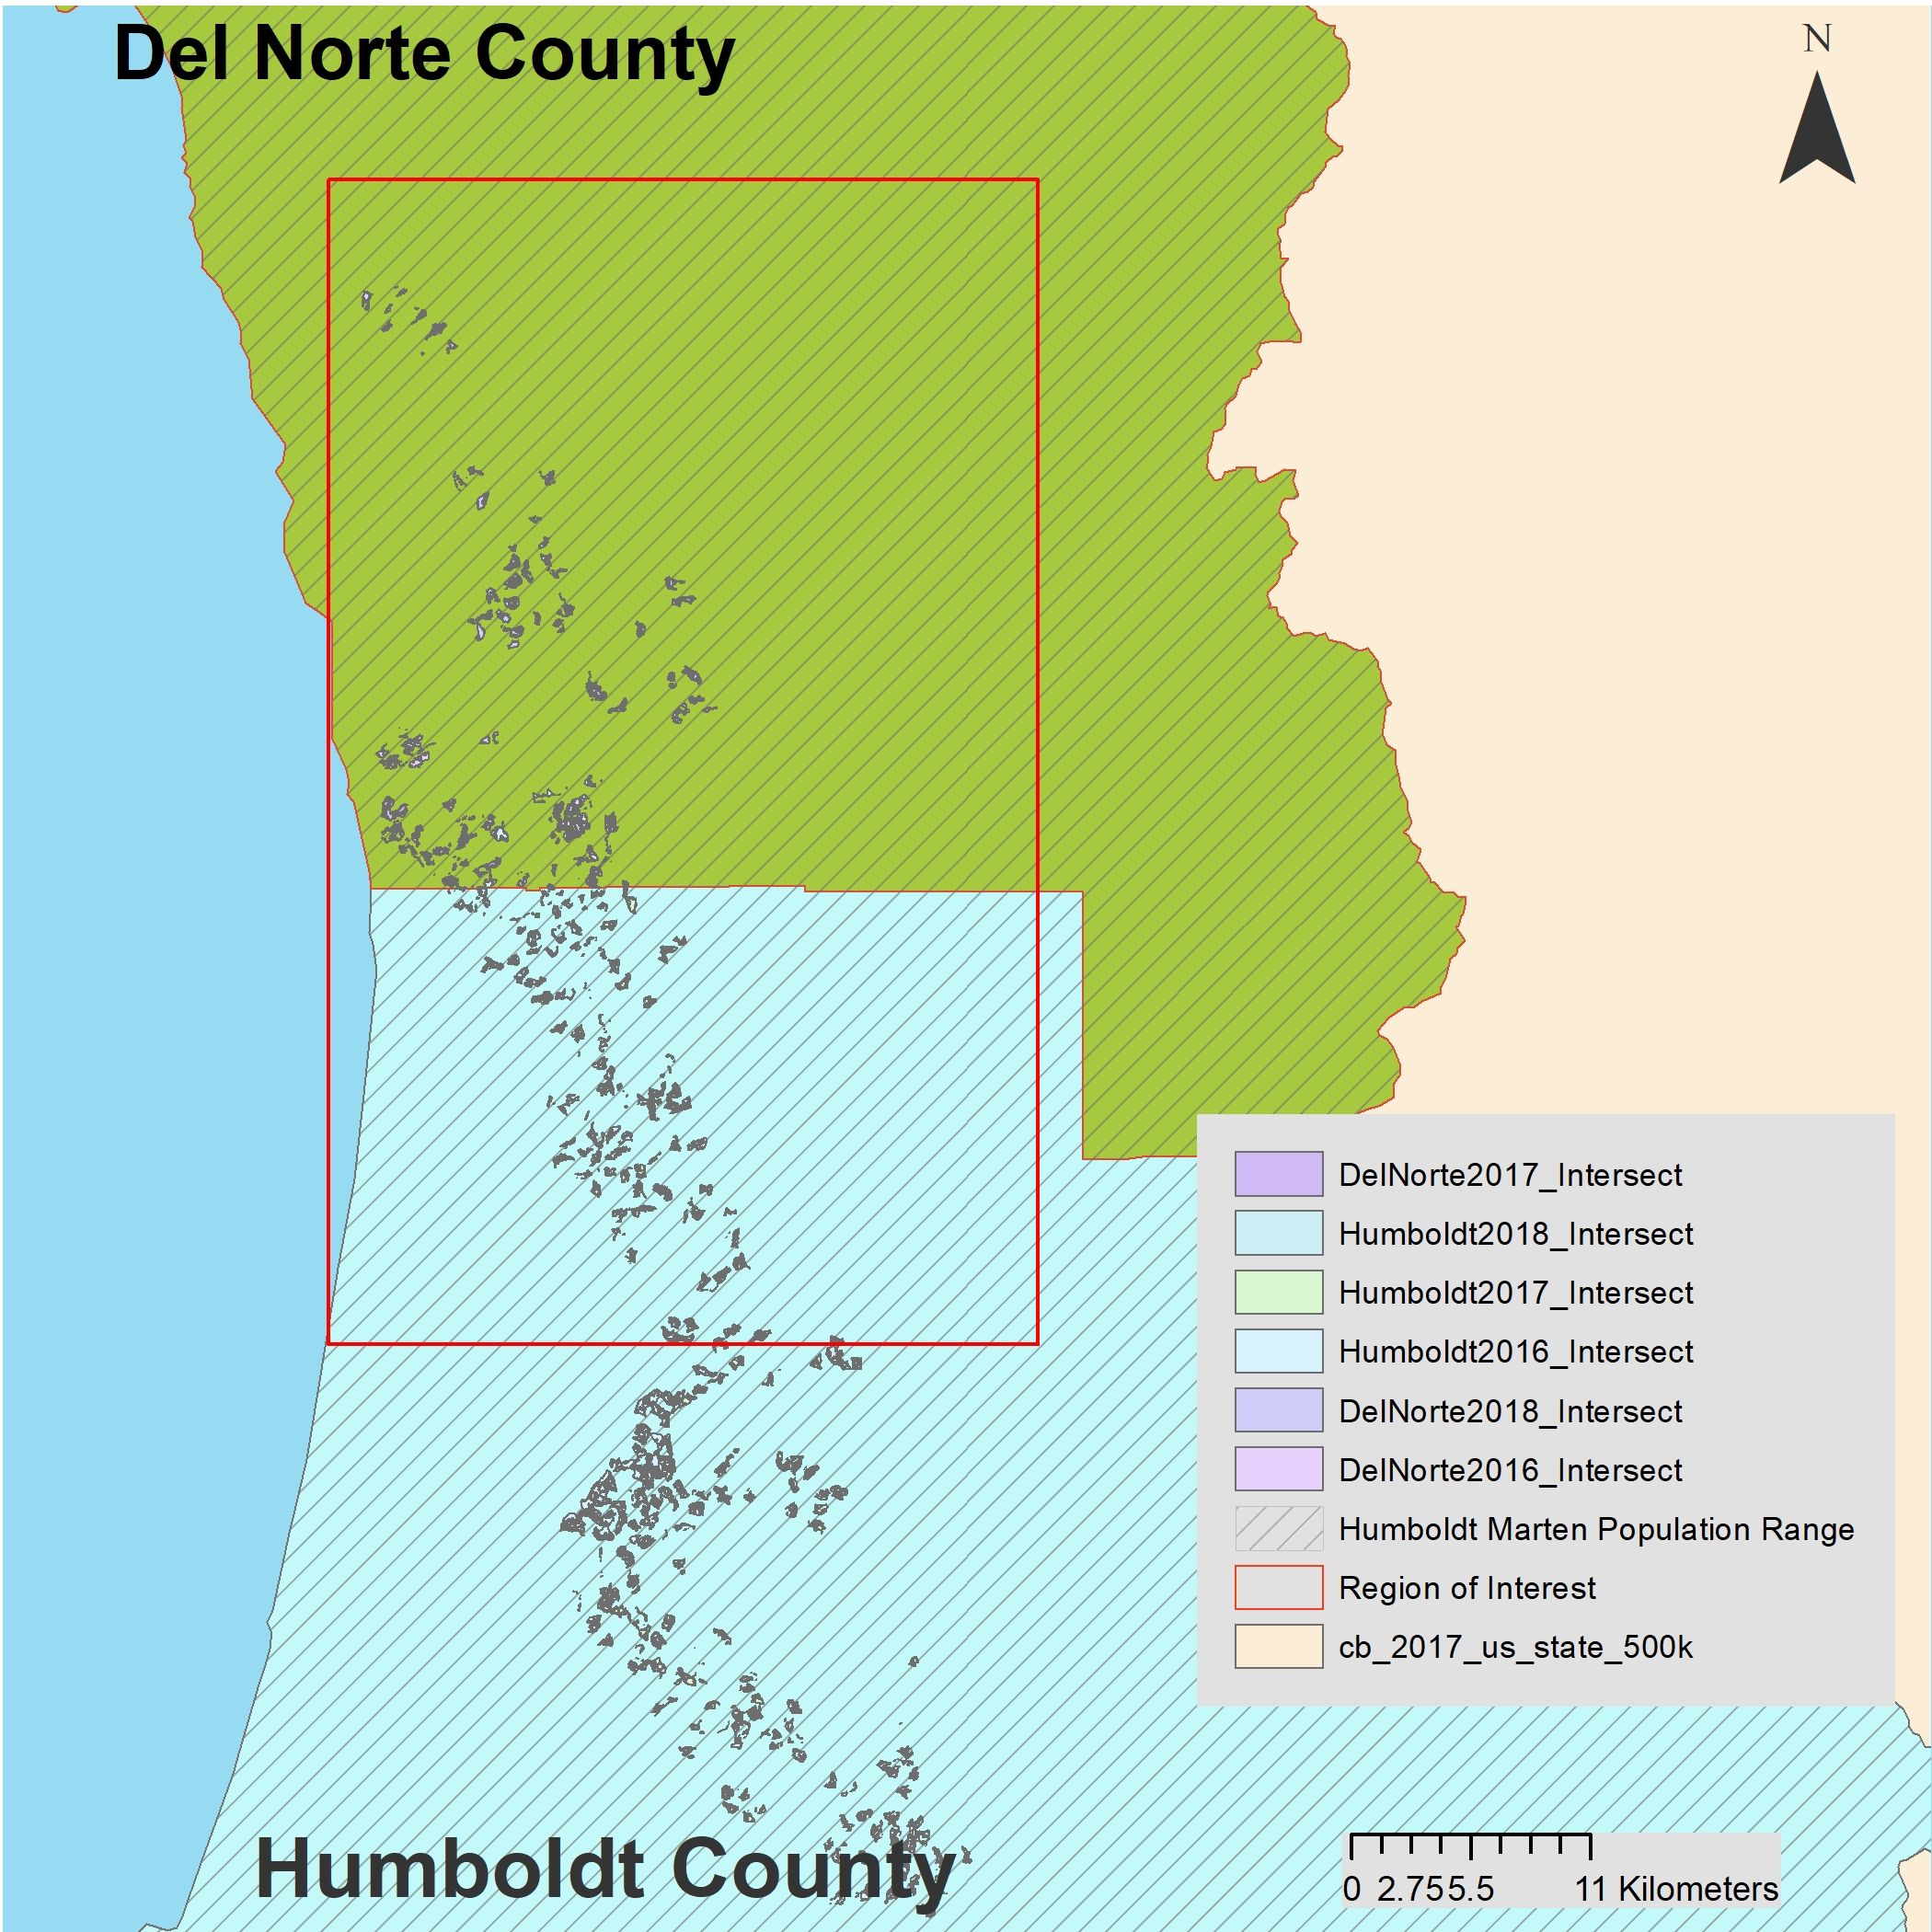 Del Norte County
N
DelNorte2017_Intersect
Humboldt2018_Intersect
Humboldt2017_Intersect
Humboldt2016_Intersect
DelNorte2018_Intersect
DelNorte2016_Intersect
Humboldt Marten Population Range
Region of Interest
cb_2017_us_state_500k
Humboldt County
0 2.755.5 11 Kilometers